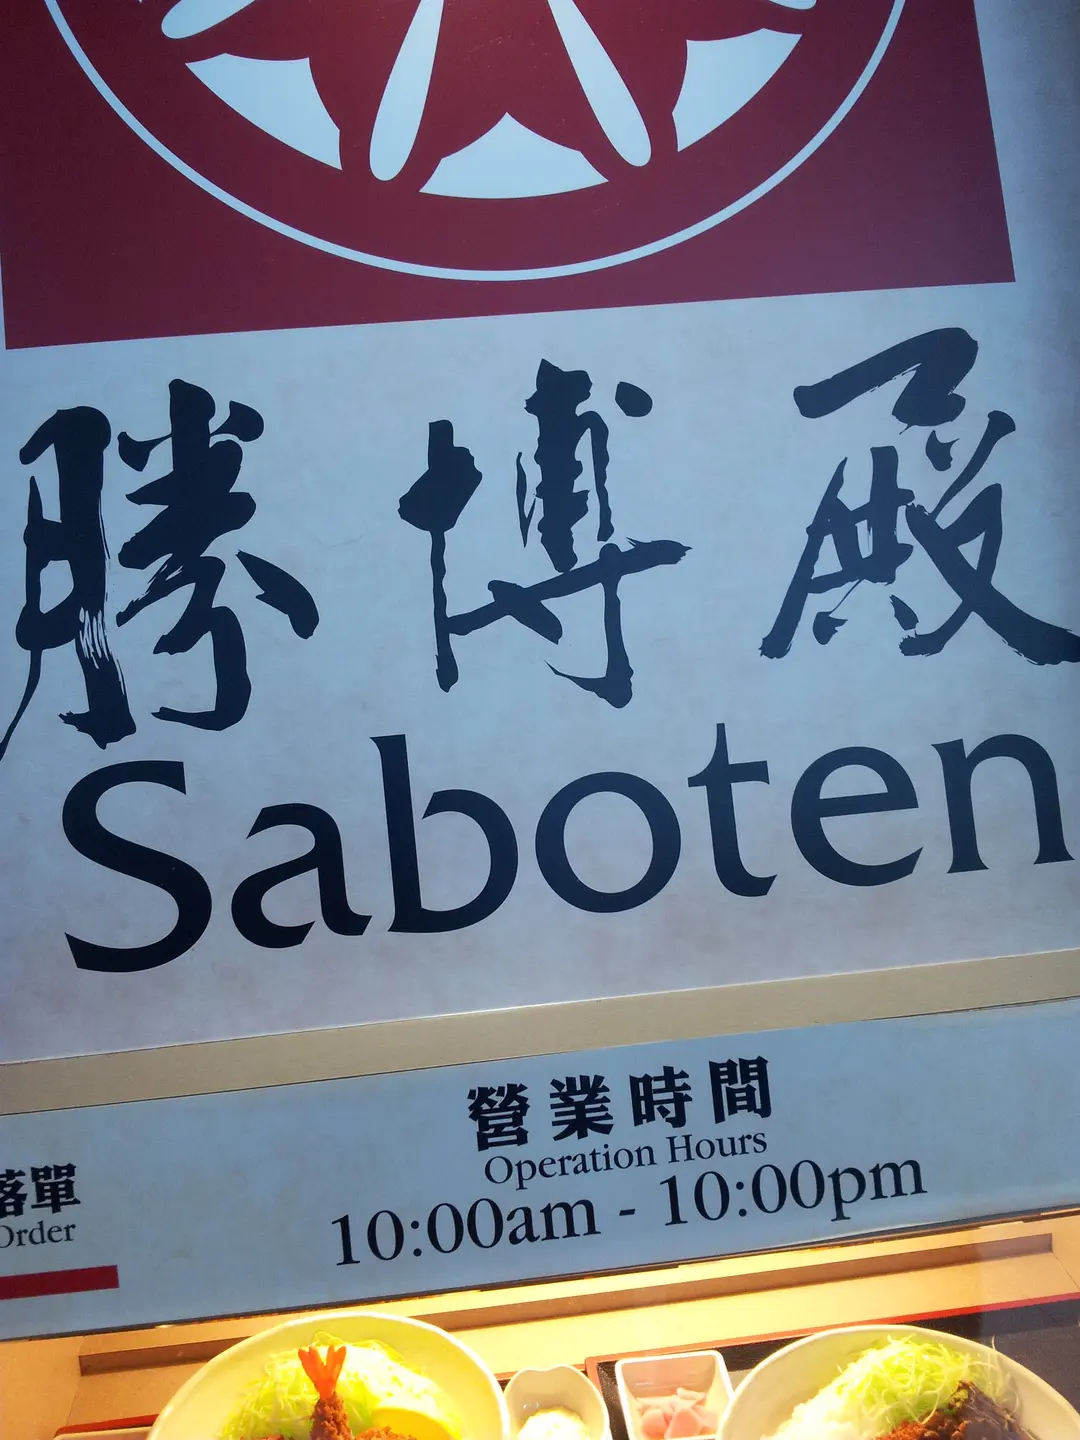 勝博殿
Saboten
營業時間
Operation Hours
10:00am - 10:00pm
落單
Order